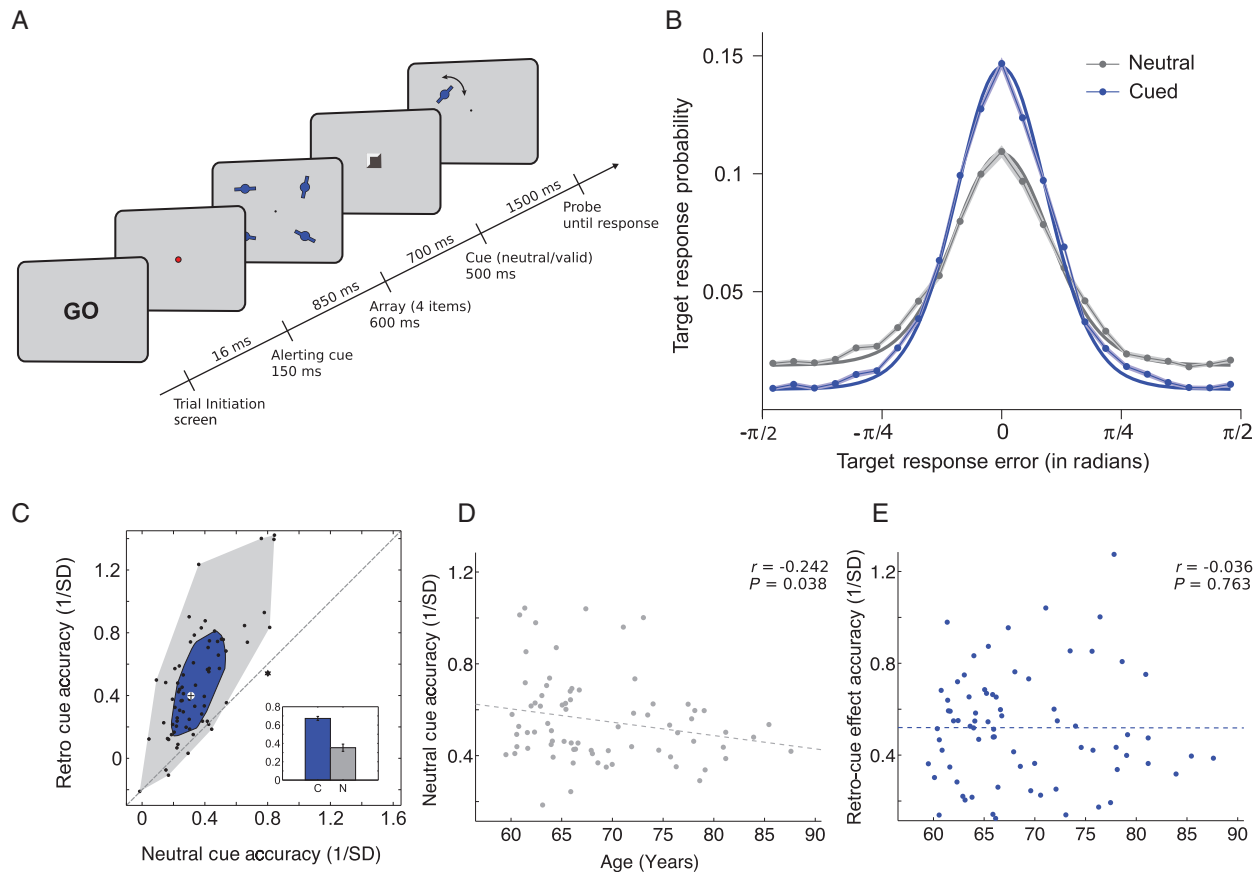 A
GO
16 ms
850 ms
700 ms
1500 ms
Trial Initiation
screen
Alerting cue
150 ms
Array (4 items)
600 ms
Cue (neutral/valid)
500 ms
Probe
until response
B
Target response probability
0.15
0.1
0.05
Neutral
Cued
-π/2
-π/4
0
π/4
π/2
Target response error (in radians)
C
Retro cue accuracy (1/SD)
1.2
0.8
0.4
0
0
0.4
0.8
1.2
1.6
Neutral cue accuracy (1/SD)
0.8
0.6
0.4
0.2
0
C
N
D
Neutral cue accuracy (1/SD)
1.2
0.8
0.4
r = -0.242
P = 0.038
60
65
70
75
80
85
90
Age (Years)
E
Retro-cue effect accuracy (1/SD)
1.2
0.8
0.4
r = -0.036
P = 0.763
60
65
70
75
80
85
90